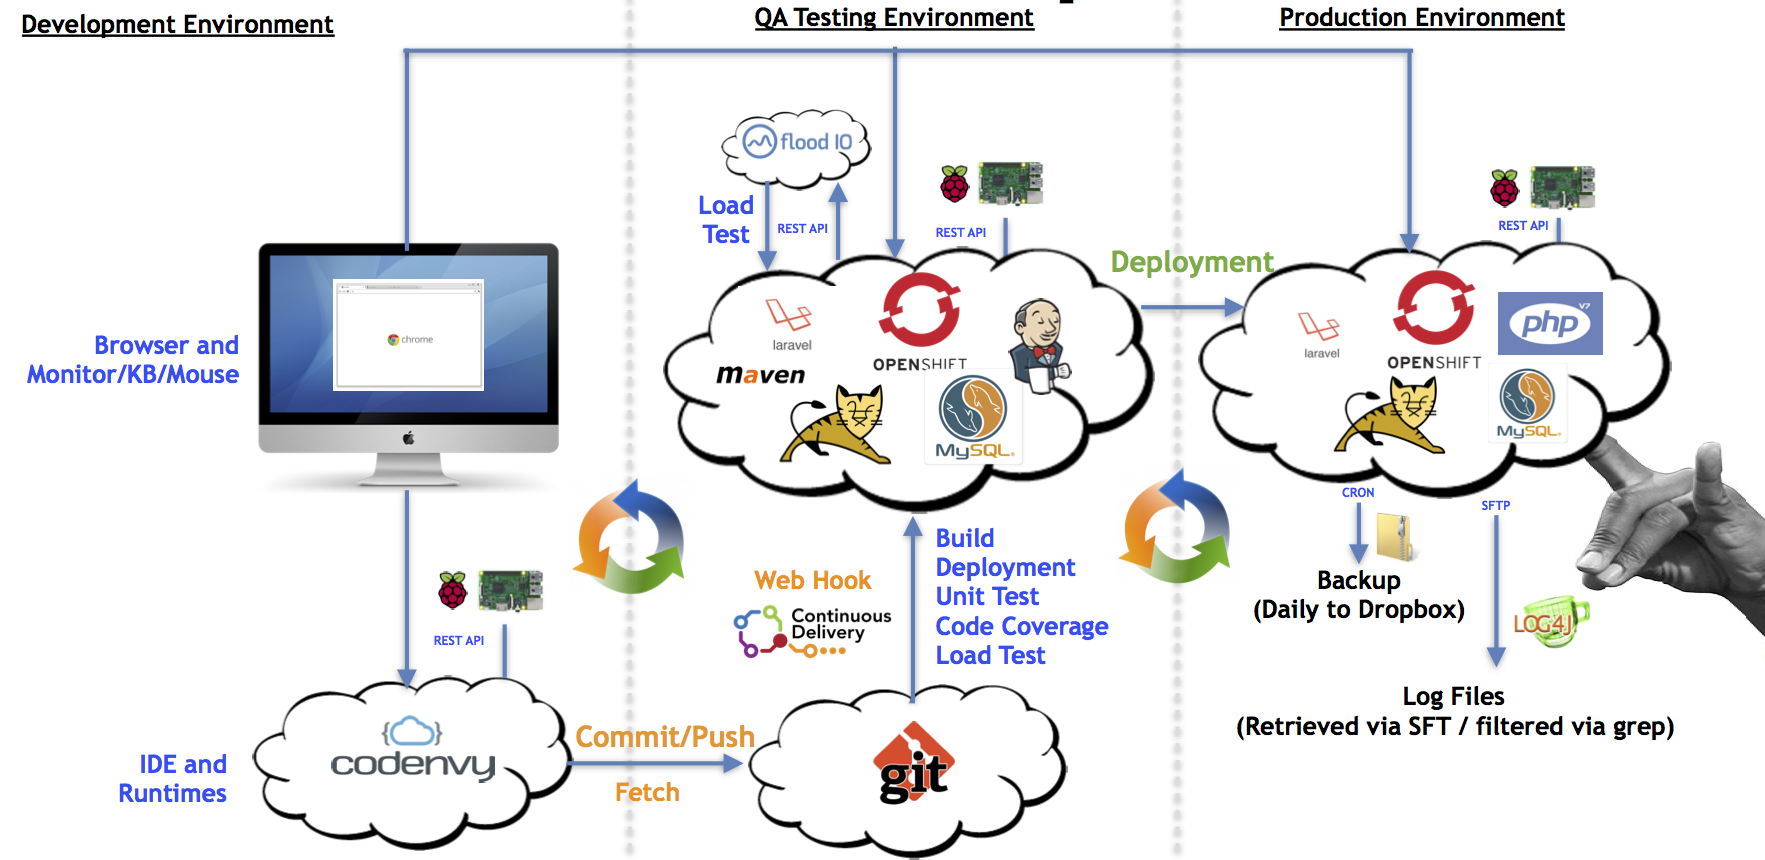 Development Environment
QA Testing Environment
Production Environment
flood IO
Load
Test
REST API
REST API
REST API
Deployment
chrome
Browser and
Monitor/KB/Mouse
laravel
OPENSHIFT
maven
MySQL
laravel
OPENSHIFT
php
V7
MySQL
CRON
SFTP
Backup
(Daily to Dropbox)
LOG4J
Log Files
(Retrieved via SFT / filtered via grep)
Web Hook
Continuous
Delivery
Build
Deployment
Unit Test
Code Coverage
Load Test
REST API
{ }
codenvy
IDE and
Runtimes
Commit/Push
Fetch
git